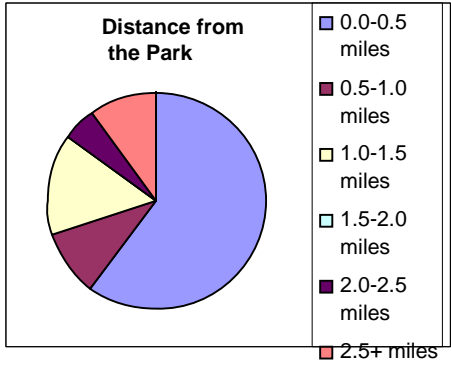 Distance from
the Park
0.0-0.5
miles
0.5-1.0
miles
1.0-1.5
miles
1.5-2.0
miles
2.0-2.5
miles
2.5+ miles